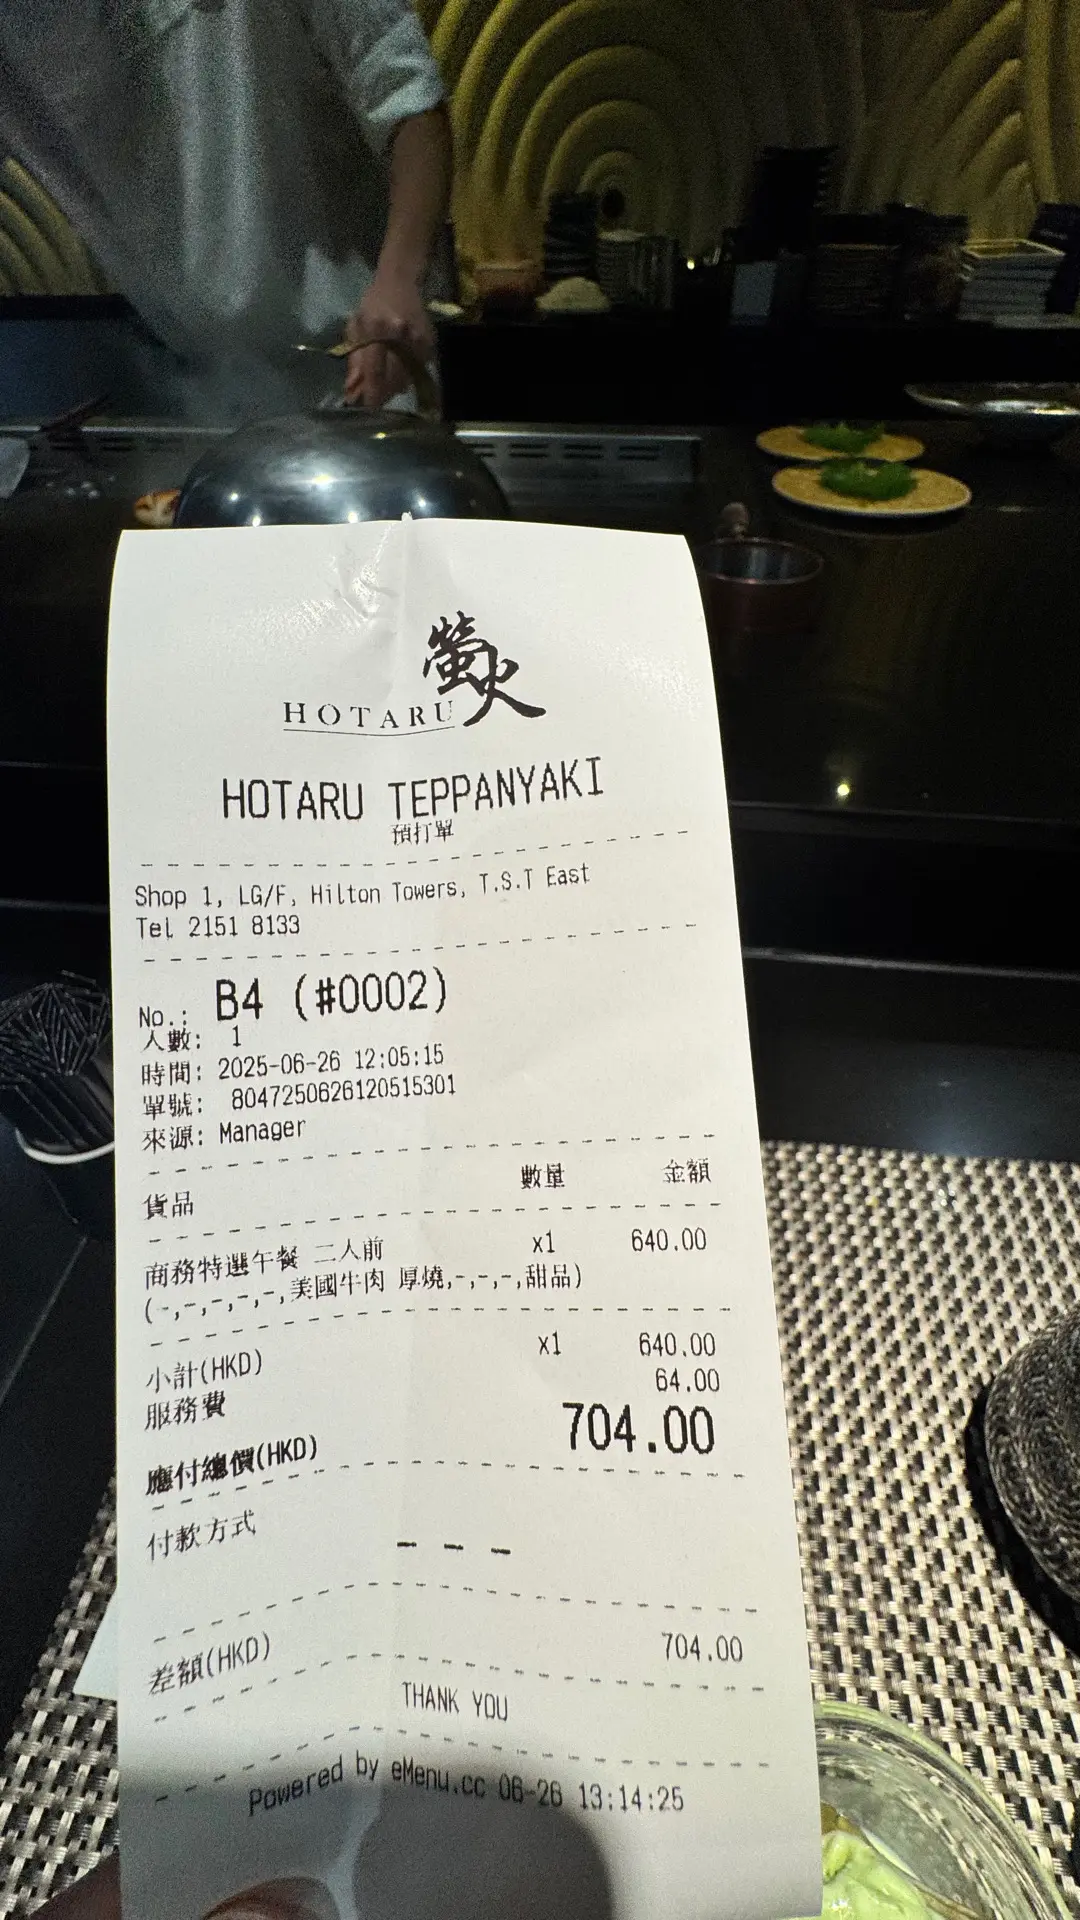 螢火
HOTARU
HOTARU TEPPANYAKI
預打單
Shop 1, LG/F, Hilton Towers, T.S.T East
Tel 2151 8133
No.: B4 (#0002)
人數: 1
時間: 2025-06-26 12:05:15
單號: 8047250626120515301
來源: Manager
貨品 數量 金額
商務特選午餐 二人前 x1 640.00
(-,-,-,-,-,美國牛肉 厚燒,-,-,-,甜品)
小計(HKD) x1 640.00
服務費 64.00
應付總價(HKD) 704.00
付款方式
---
差額(HKD) 704.00
THANK YOU
Powered by eMenu.cc 06-26 13:14:25